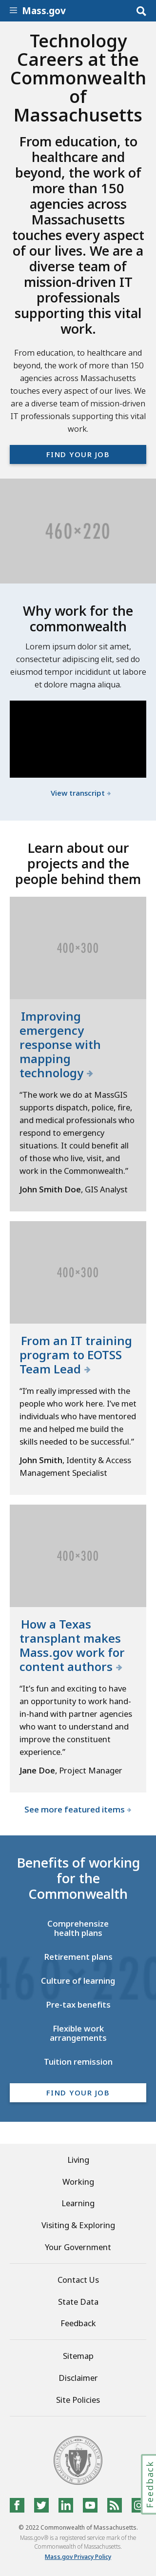 Mass.gov
Technology
Careers at the
Commonwealth
of
Massachusetts
From education, to
healthcare and
beyond, the work of
more than 150
agencies across
Massachusetts
touches every aspect
of our lives. We are a
diverse team of
mission-driven IT
professionals
supporting this vital
work.
From education, to healthcare and
beyond, the work of more than 150
agencies across Massachusetts
touches every aspect of our lives. We
are a diverse team of mission-driven
IT professionals supporting this vital
work.
FIND YOUR JOB
460×220
Why work for the
commonwealth
Lorem ipsum dolor sit amet,
consectetur adipiscing elit, sed do
eiusmod tempor incididunt ut labore
et dolore magna aliqua.
View transcript
Learn about our
projects and the
people behind them
400×300
Improving
emergency
response with
mapping
technology
“The work we do at MassGIS
supports dispatch, police, fire,
and medical professionals who
respond to emergency
situations. It could benefit all
of those who live, visit, and
work in the Commonwealth.”
John Smith Doe, GIS Analyst
400×300
From an IT training
program to EOTSS
Team Lead
“I’m really impressed with the
people who work here. I’ve met
individuals who have mentored
me and helped me build the
skills needed to be successful.”
John Smith, Identity & Access
Management Specialist
400×300
How a Texas
transplant makes
Mass.gov work for
content authors
“It’s fun and exciting to have
an opportunity to work hand-
in-hand with partner agencies
who want to understand and
improve the constituent
experience.”
Jane Doe, Project Manager
See more featured items
Benefits of working
for the
Commonwealth
Comprehensize
health plans
Retirement plans
Culture of learning
Pre-tax benefits
Flexible work
arrangements
Tuition remission
FIND YOUR JOB
Living
Working
Learning
Visiting & Exploring
Your Government
Contact Us
State Data
Feedback
Sitemap
Disclaimer
Site Policies
Feedback
© 2022 Commonwealth of Massachusetts.
Mass.gov® is a registered service mark of the
Commonwealth of Massachusetts.
Mass.gov Privacy Policy